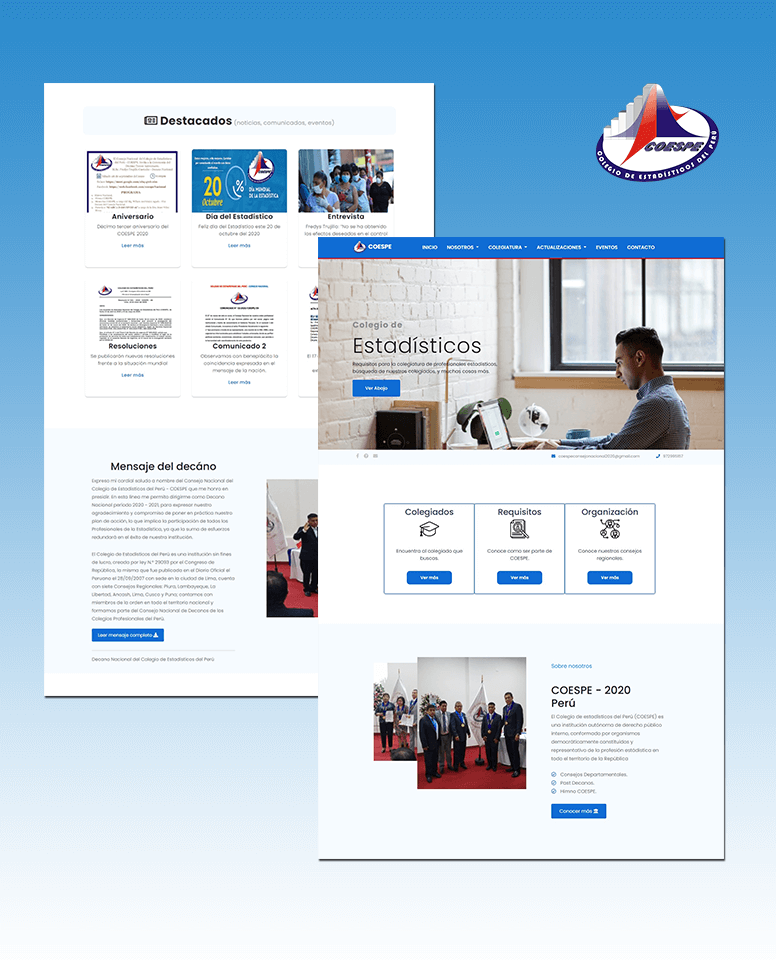 Destacados (noticias, comunicados, eventos)
Aniversario
Décimo tercer aniversario del
COESPE 2020
Leer más
20
Octubre
DIA MUNDIAL
DE LA ESTADÍSTICA
Día del Estadístico
Feliz día del Estadístico este 20 de
octubre del 2020
Leer más
Entrevista
Fredys Trujillo: "No se ha obtenido
los efectos deseados en el control
Resoluciones
Se publicarán nuevas resoluciones
frente a la situación mundial.
Leer más
Comunicado 2
Observamos con beneplácito la
coincidencia expresada en el
mensaje de la nación.
Leer más
El 17
Mensaje del decáno
Expreso mi cordial saludo a nombre del Consejo Nacional del
Colegio de Estadísticos del Perú - COESPE que me honro en
presidir. En esta línea me permito dirigirme como Decano
Nacional periodo 2020 - 2021, para expresar nuestro
agradecimiento y compromiso de poner en práctica nuestro
plan de acción, lo que implica la participación de todos los
Profesionales de la Estadística, ya que la suma de esfuerzos
redundará en el éxito de nuestra institución.
El Colegio de Estadísticos del Perú es una institución sin fines
de lucro, creada por ley N.° 29093 por el Congreso de
República, la misma que fue publicada en el Diario Oficial el
Peruano el 28/09/2007 con sede en la ciudad de Lima, cuenta
con siete Consejos Regionales: Piura, Lambayeque, La
Libertad, Ancash, Lima, Cusco y Puno; contamos con
miembros de la orden en todo el territorio nacional y
formamos parte del Consejo Nacional de Decanos de los
Colegios Profesionales del Perú.
Leer mensaje completo
Decano Nacional del Colegio de Estadísticos del Perú
COESPE
COLEGIO DE ESTADÍSTICOS DEL PERÚ
COESPE INICIO NOSOTROS COLEGIATURA ACTUALIZACIONES EVENTOS CONTACTO
Colegio de
Estadísticos
Requisitos para la colegiatura de profesionales estadísticos,
búsqueda de nuestros colegiados, y muchas cosas más.
Ver Abajo
Colegiados
Encuentra al colegiado que
buscas.
Ver más
Requisitos
Conoce como ser parte de
COESPE.
Ver más
Organización
Conoce nuestros consejos
regionales.
Ver más
Sobre nosotros
COESPE - 2020
Perú
El Colegio de estadísticos del Perú (COESPE) es
una institución autónoma de derecho público
interno, conformada por organismos
democráticamente constituidos y
representativa de la profesión estadística en
todo el territorio de la República
Consejos Departamentales.
Past Decanos.
Himno COESPE.
Conocer más